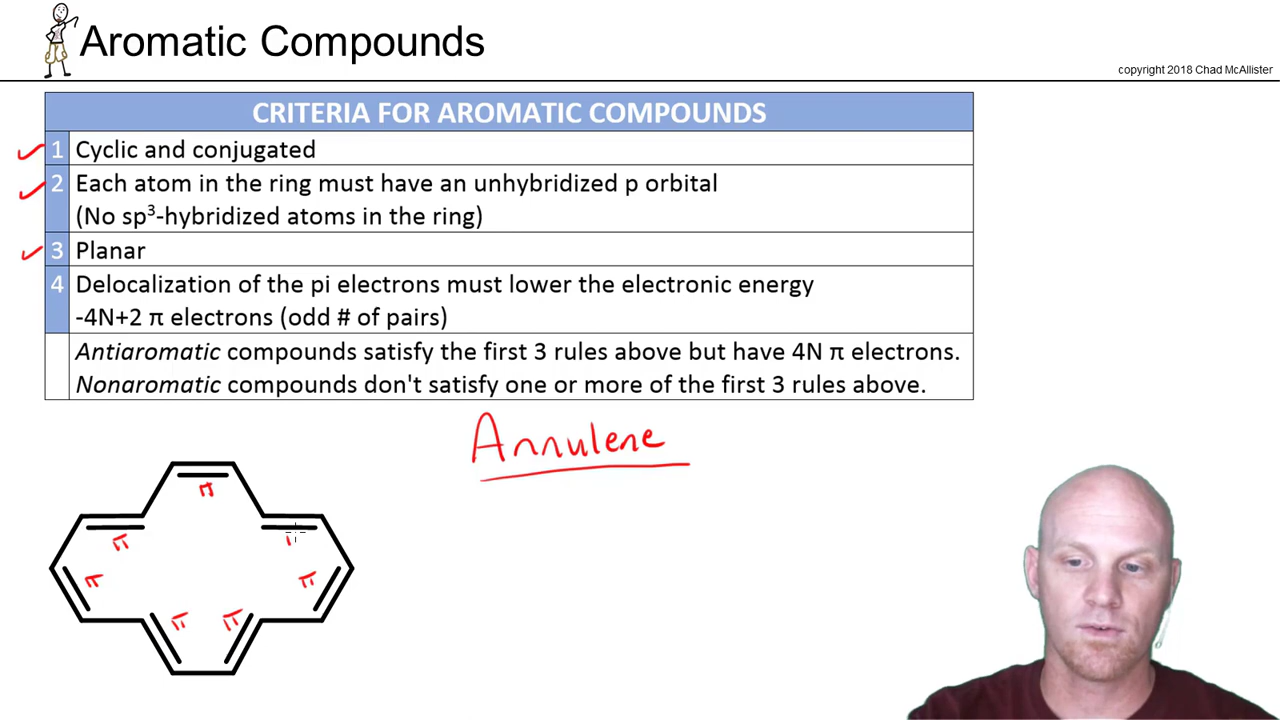 Aromatic Compounds
copyright 2018 Chad McAllister
CRITERIA FOR AROMATIC COMPOUNDS
1 Cyclic and conjugated
2 Each atom in the ring must have an unhybridized p orbital
(No sp³-hybridized atoms in the ring)
3 Planar
4 Delocalization of the pi electrons must lower the electronic energy
-4N+2 π electrons (odd # of pairs)
Antiaromatic compounds satisfy the first 3 rules above but have 4N π electrons.
Nonaromatic compounds don't satisfy one or more of the first 3 rules above.
Annulene
π
π
π
π
π
π